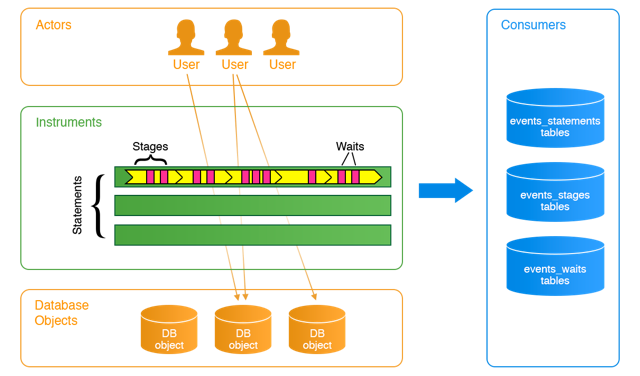 Actors
User
User
User
Instruments
Stages
Waits
Statements
Database
Objects
DB
object
DB
object
DB
object
Consumers
events_statements
tables
events_stages
tables
events_waits
tables